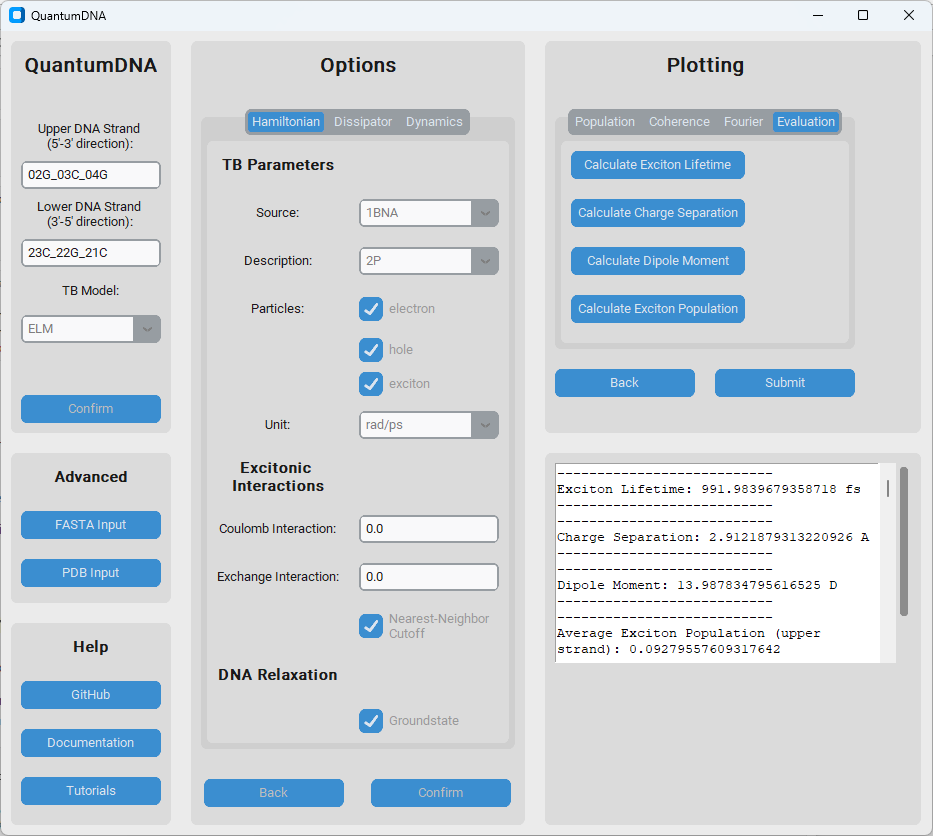 QuantumDNA
QuantumDNA
Upper DNA Strand
(5'-3' direction):
02G_03C_04G
Lower DNA Strand
(3'-5' direction):
23C_22G_21C
TB Model:
ELM
Confirm
Advanced
FASTA Input
PDB Input
Help
GitHub
Documentation
Tutorials
Options
Hamiltonian Dissipator Dynamics
TB Parameters
Source: 1BNA
Description: 2P
Particles: electron
hole
exciton
Unit: rad/ps
Excitonic
Interactions
Coulomb Interaction: 0.0
Exchange Interaction: 0.0
Nearest-Neighbor
Cutoff
DNA Relaxation
Groundstate
Back Confirm
Plotting
Population Coherence Fourier Evaluation
Calculate Exciton Lifetime
Calculate Charge Separation
Calculate Dipole Moment
Calculate Exciton Population
Back Submit
---------------------------
Exciton Lifetime: 991.9839679358718 fs
---------------------------
---------------------------
Charge Separation: 2.9121879313220926 A
---------------------------
---------------------------
Dipole Moment: 13.987834795616525 D
---------------------------
---------------------------
Average Exciton Population (upper
strand): 0.09279557609317642